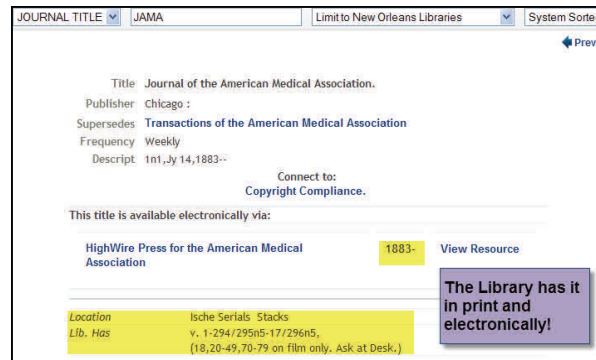 JOURNAL TITLE JAMA Limit to New Orleans Libraries System Sorte
Prev
Title Journal of the American Medical Association.
Publisher Chicago :
Supersedes Transactions of the American Medical Association
Frequency Weekly
Descript 1n1,Jy 14,1883--
Connect to:
Copyright Compliance.
This title is available electronically via:
HighWire Press for the American Medical 1883- View Resource
Association
The Library has it
in print and
electronically!
Location Ische Serials Stacks
Lib. Has v. 1-294/295n5-17/296n5,
(18,20-49,70-79 on film only. Ask at Desk.)